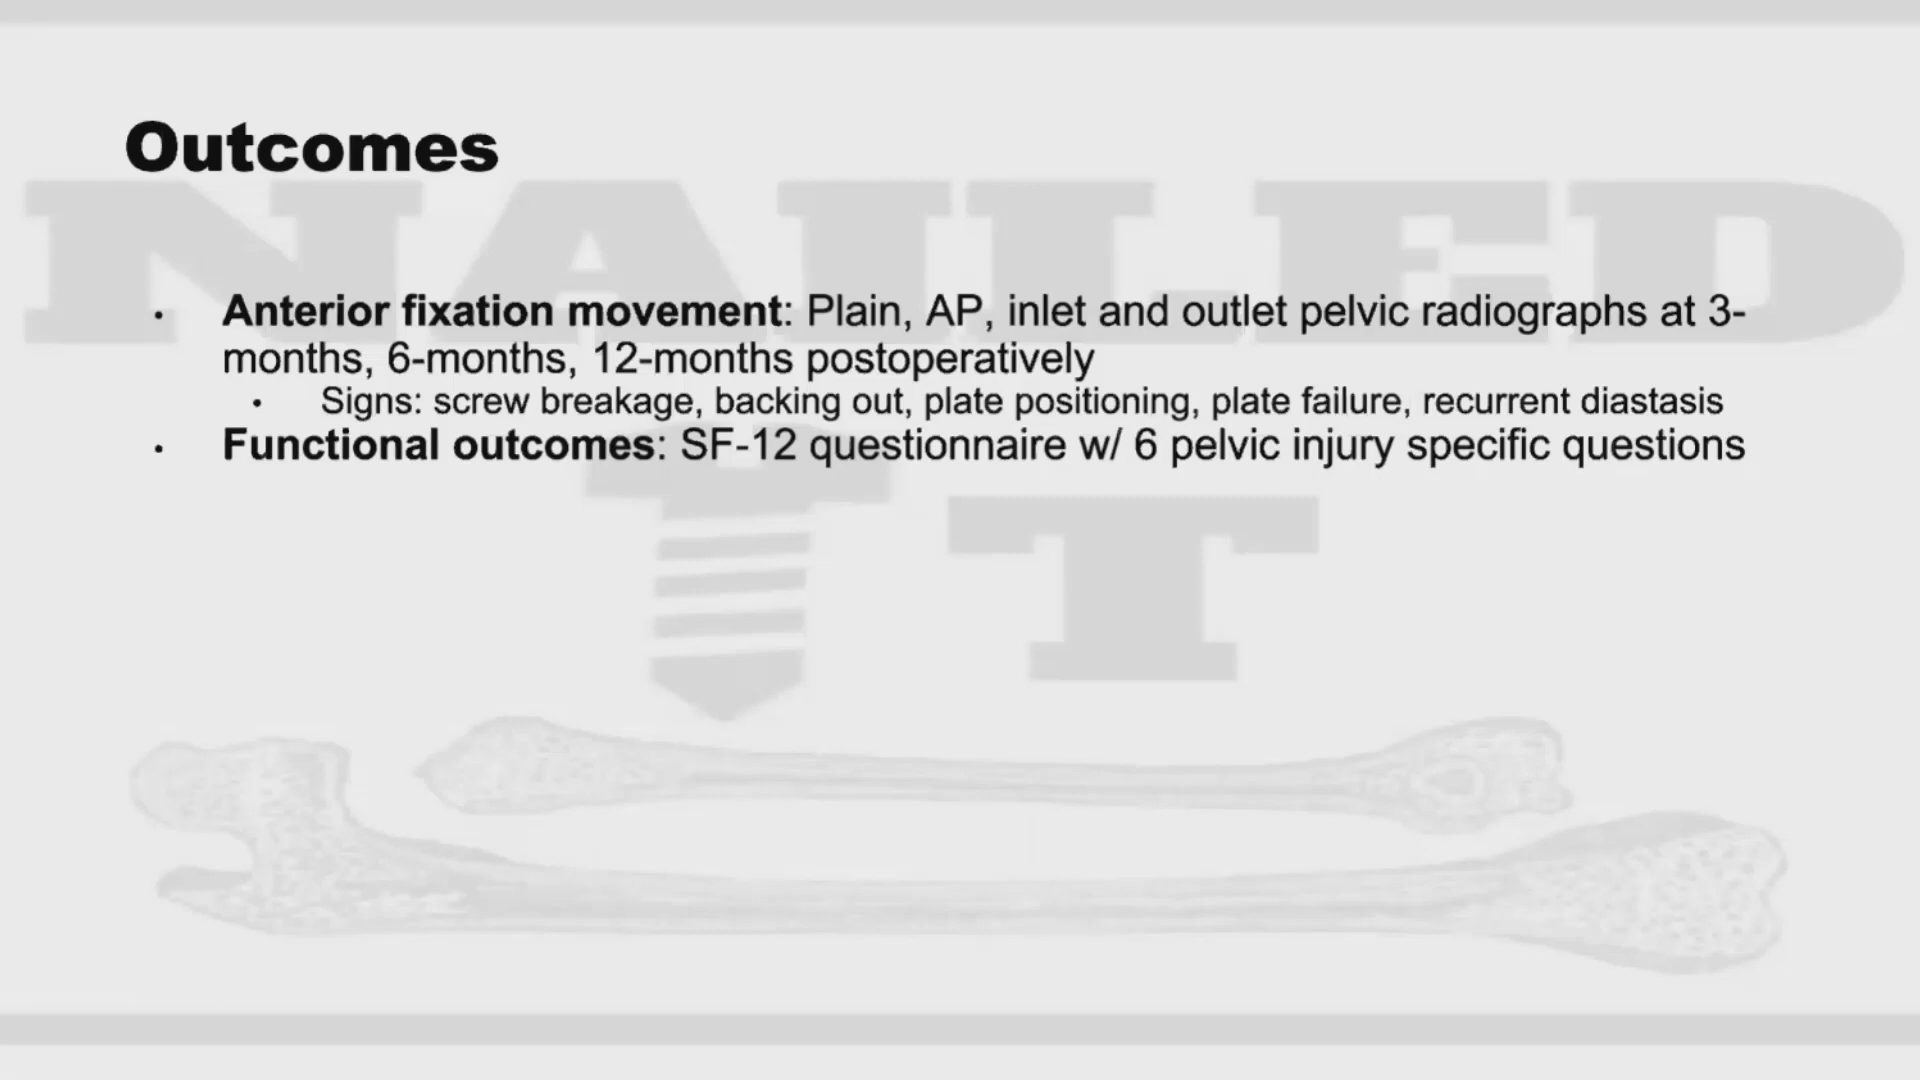 Outcomes
NAILED
• Anterior fixation movement: Plain, AP, inlet and outlet pelvic radiographs at 3-
months, 6-months, 12-months postoperatively
• Signs: screw breakage, backing out, plate positioning, plate failure, recurrent diastasis
• Functional outcomes: SF-12 questionnaire w/ 6 pelvic injury specific questions
IT